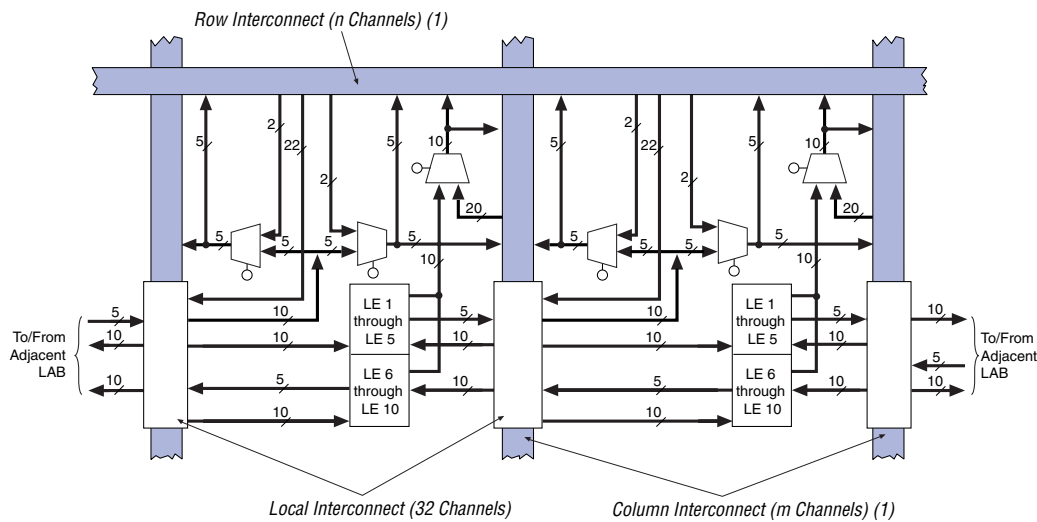 Row Interconnect (n Channels) (1)
5
2
22
2
5
10
20
5
5
5
5
10
5
2
22
2
5
10
20
5
5
5
5
10
5
10
10
10
10
LE 1
through
LE 5
5
10
5
10
LE 6
through
LE 10
10
10
10
10
LE 1
through
LE 5
5
10
5
10
LE 6
through
LE 10
10
10
5
10
To/From
Adjacent
LAB
To/From
Adjacent
LAB
Local Interconnect (32 Channels)
Column Interconnect (m Channels) (1)